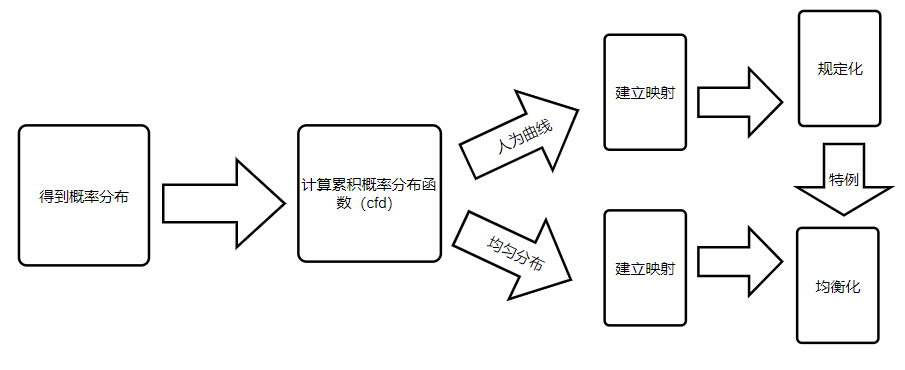 得到概率分布
计算累积概率分布函
数（cfd）
人为曲线
均匀分布
建立映射
建立映射
规定化
特例
均衡化